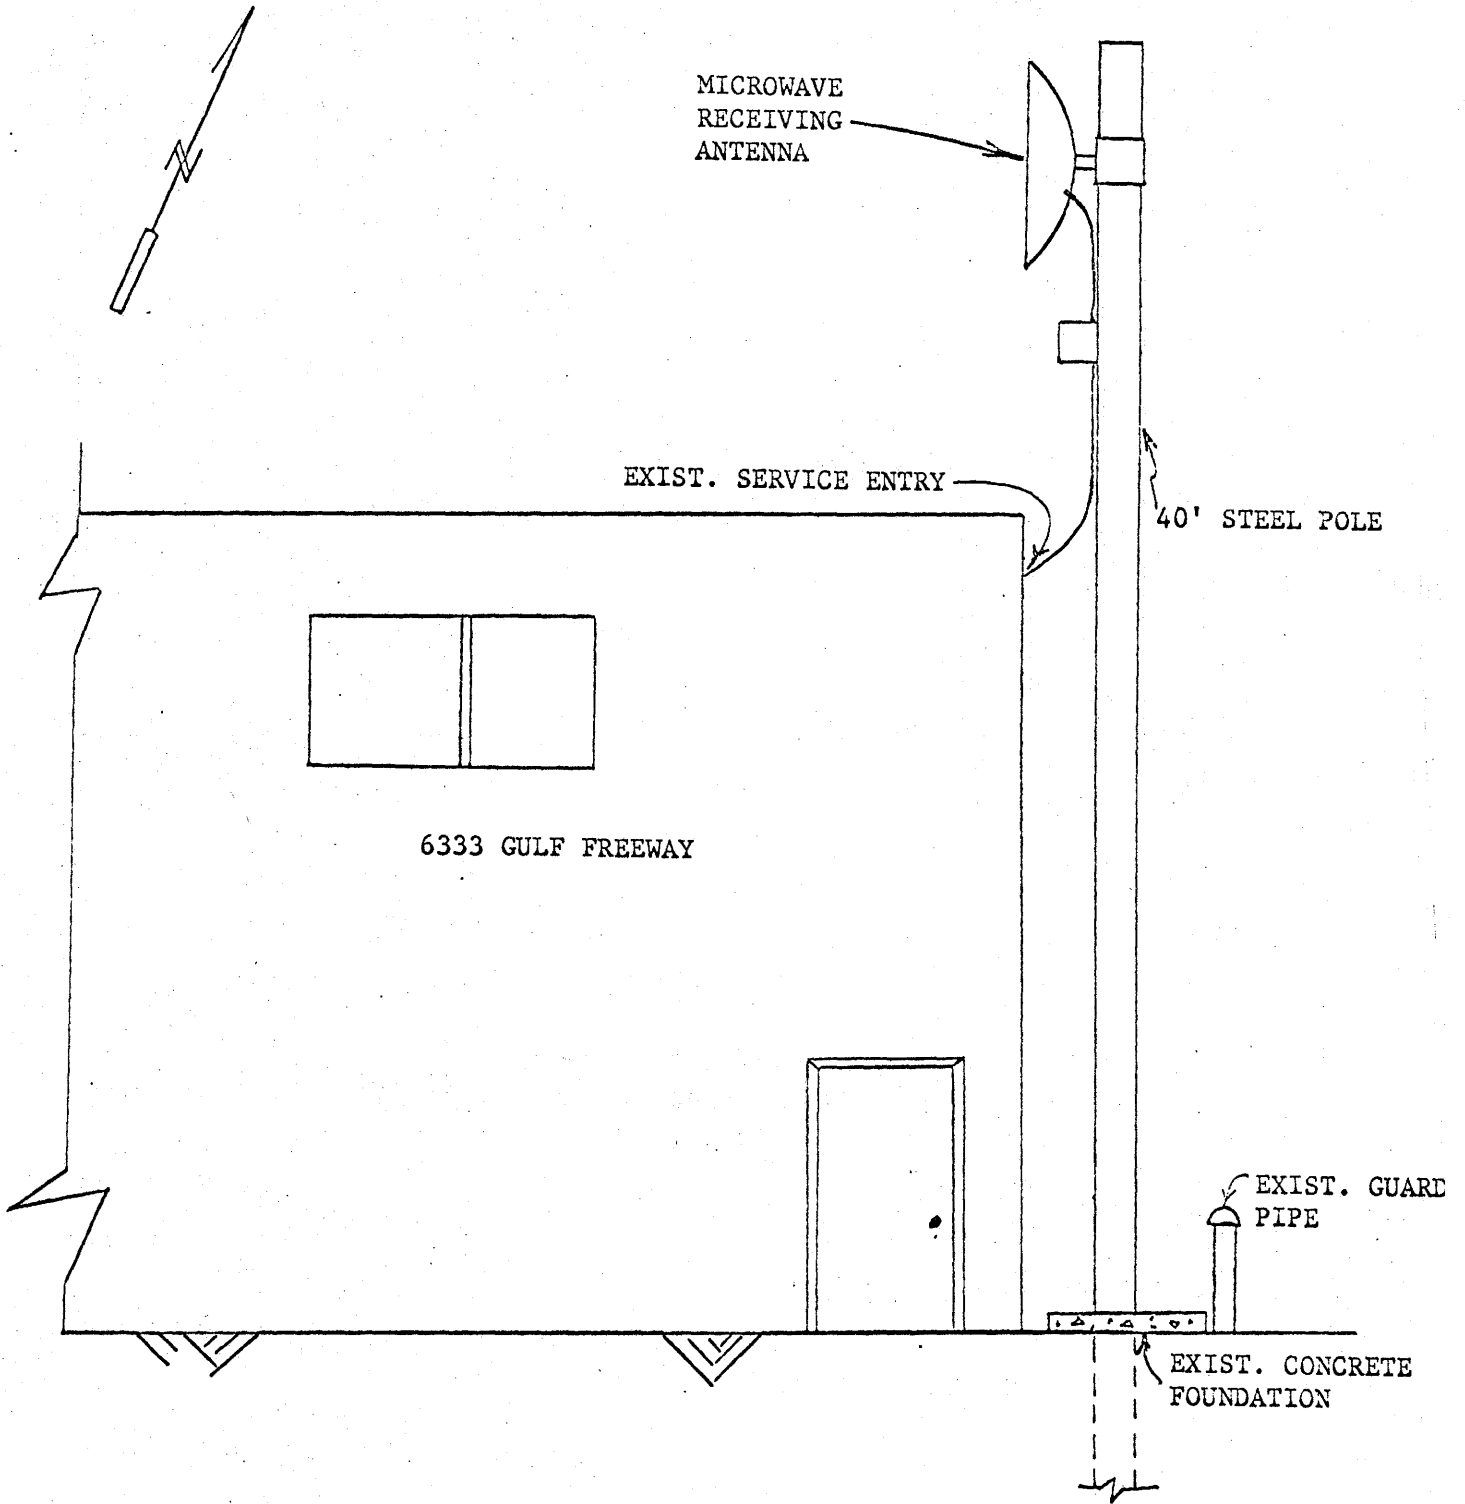 N
MICROWAVE
RECEIVING
ANTENNA
EXIST. SERVICE ENTRY
40' STEEL POLE
6333 GULF FREEWAY
EXIST. GUARD
PIPE
EXIST. CONCRETE
FOUNDATION